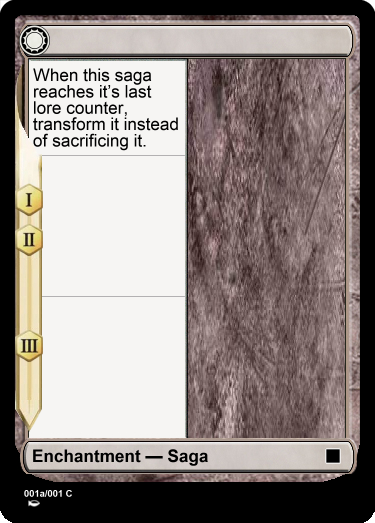 When this saga
reaches it's last
lore counter,
transform it instead
of sacrificing it.
I
II
III
Enchantment — Saga
001a/001 C